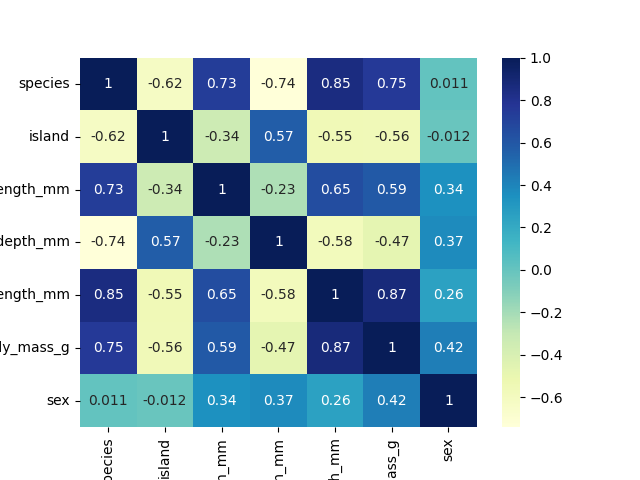 species 1 -0.62 0.73 -0.74 0.85 0.75 0.011
island -0.62 1 -0.34 0.57 -0.55 -0.56 -0.012
ength_mm 0.73 -0.34 1 -0.23 0.65 0.59 0.34
depth_mm -0.74 0.57 -0.23 1 -0.58 -0.47 0.37
ength_mm 0.85 -0.55 0.65 -0.58 1 0.87 0.26
ly_mass_g 0.75 -0.56 0.59 -0.47 0.87 1 0.42
sex 0.011 -0.012 0.34 0.37 0.26 0.42 1
pecies island h_mm h_mm h_mm ass_g sex
1.0
0.8
0.6
0.4
0.2
0.0
−0.2
−0.4
−0.6